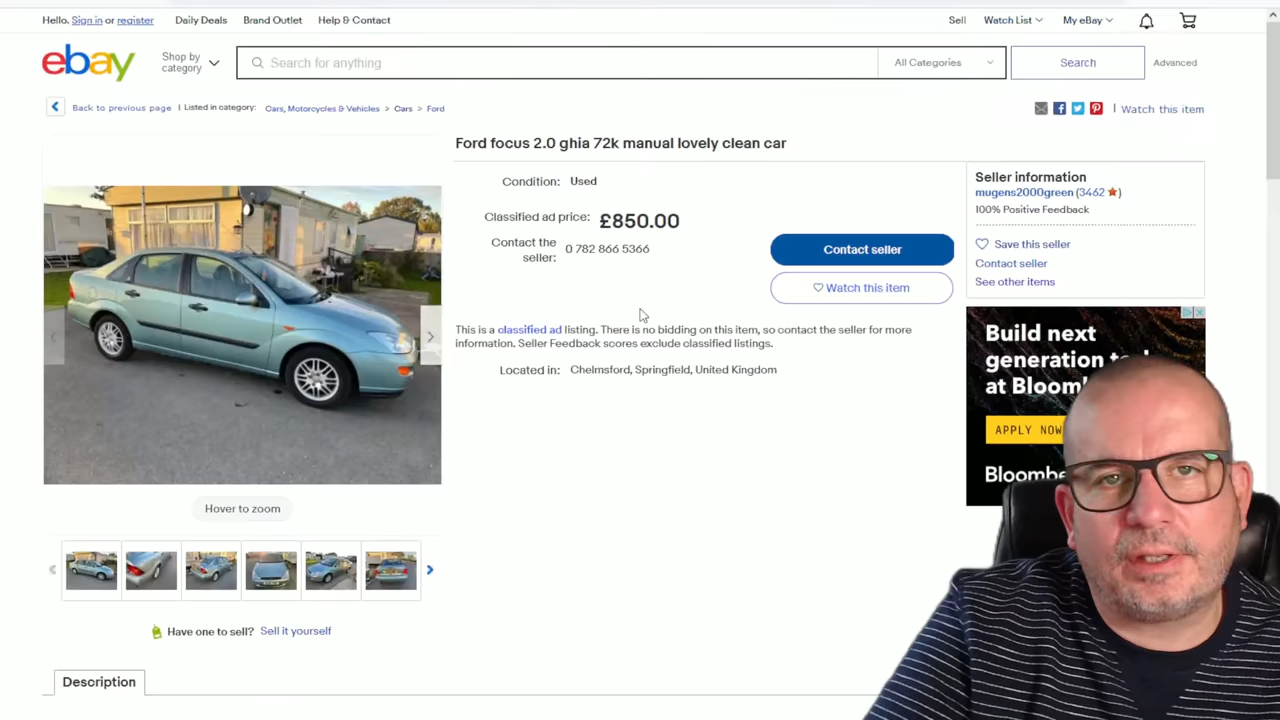 Hello. Sign in or register
Daily Deals
Brand Outlet
Help & Contact
Sell
Watch List
My eBay
ebay
Shop by
category
Search for anything
All Categories
Search
Advanced
Back to previous page
Listed in category:
Cars, Motorcycles & Vehicles > Cars > Ford
Watch this item
Ford focus 2.0 ghia 72k manual lovely clean car
Condition: Used
Classified ad price: £850.00
Contact the
seller:
0 782 866 5366
Contact seller
Watch this item
This is a classified ad listing. There is no bidding on this item, so contact the seller for more
information. Seller Feedback scores exclude classified listings.
Located in: Chelmsford, Springfield, United Kingdom
Seller information
mugens2000green (3462)
100% Positive Feedback
Save this seller
Contact seller
See other items
Build next
generation
at
APPLY NOW
Hover to zoom
Have one to sell? Sell it yourself
Description